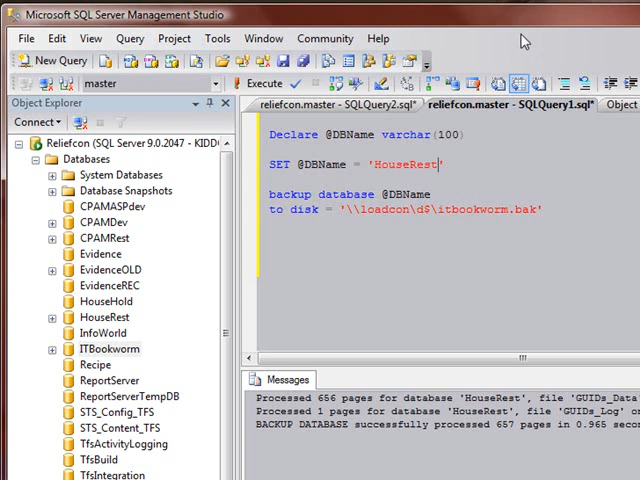 Microsoft SQL Server Management Studio
File Edit View Query Project Tools Window Community Help
New Query
master Execute
Object Explorer
reliefcon.master - SQLQuery2.sql* reliefcon.master - SQLQuery1.sql* Object
Connect
Reliefcon (SQL Server 9.0.2047 - KIDD
Databases
System Databases
Database Snapshots
CPAMASPdev
CPAMDev
CPAMRest
Evidence
EvidenceOLD
EvidenceREC
HouseHold
HouseRest
InfoWorld
ITBookworm
Recipe
ReportServer
ReportServerTempDB
STS_Config_TFS
STS_Content_TFS
TfsActivityLogging
TfsBuild
TfsIntegration
Declare @DBName varchar(100)
SET @DBName = 'HouseRest'
backup database @DBName
to disk = '\\loadcon\d$\itbookworm.bak'
Messages
Processed 656 pages for database 'HouseRest', file 'GUIDs_Data'
Processed 1 pages for database 'HouseRest', file 'GUIDs_Log' on
BACKUP DATABASE successfully processed 657 pages in 0.965 secon